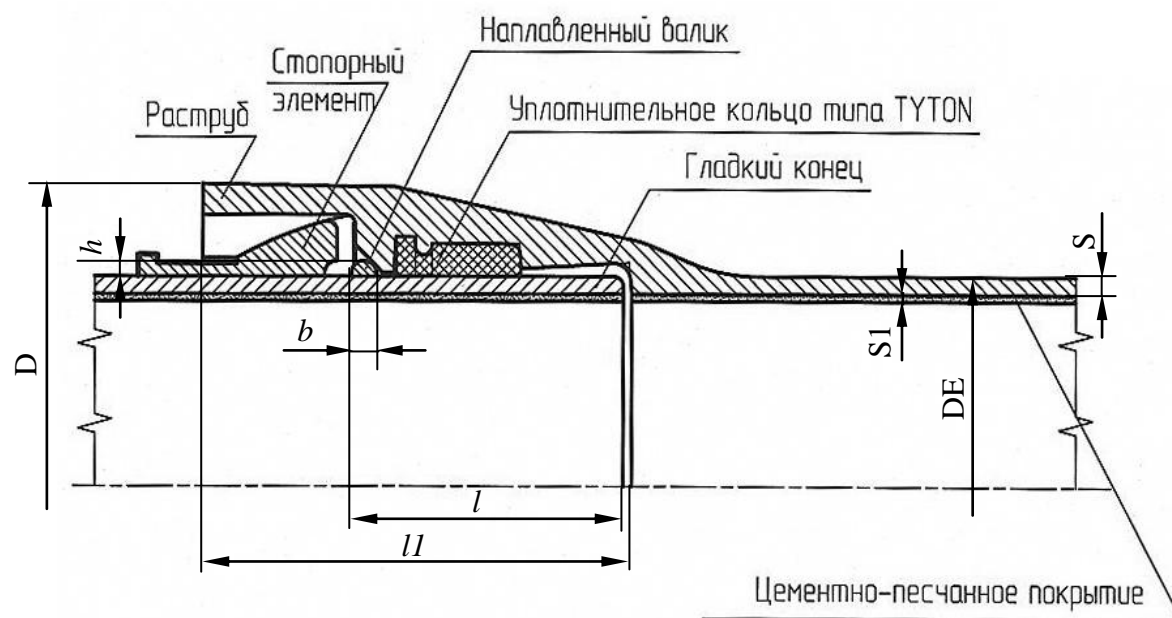 Наплавленный валик
Стопорный
элемент
Уплотнительное кольцо типа TYTON
Раструб
Гладкий конец
h
S
b
S1
D
DE
l
l1
Цементно-песчанное покрытие